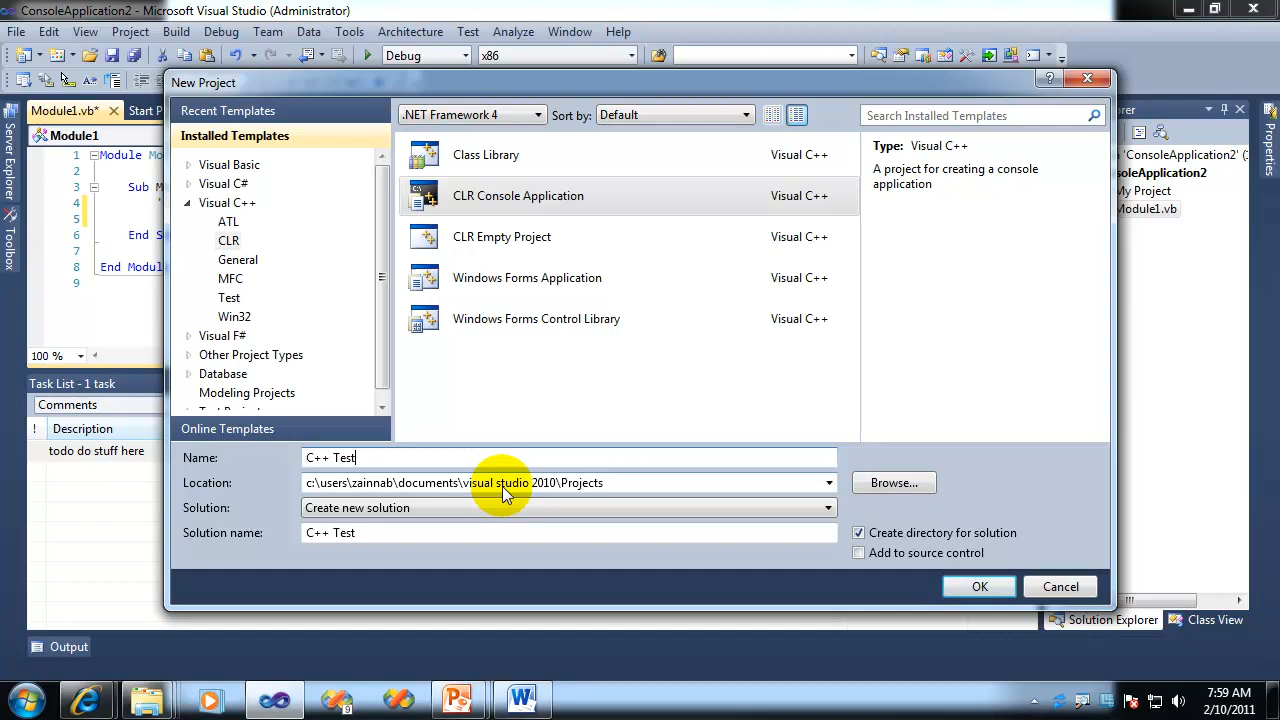 ConsoleApplication2 - Microsoft Visual Studio (Administrator)
File Edit View Project Build Debug Team Data Tools Architecture Test Analyze Window Help
Debug x86
New Project
Recent Templates
.NET Framework 4 Sort by: Default
Search Installed Templates
Installed Templates
Visual Basic
Visual C#
Visual C++
ATL
CLR
General
MFC
Test
Win32
Visual F#
Other Project Types
Database
Modeling Projects
Online Templates
Class Library Visual C++
CLR Console Application Visual C++
CLR Empty Project Visual C++
Windows Forms Application Visual C++
Windows Forms Control Library Visual C++
Type: Visual C++
A project for creating a console
application
Name: C++ Test
Location: c:\users\zainnab\documents\visual studio 2010\Projects
Browse...
Solution: Create new solution
Solution name: C++ Test
Create directory for solution
Add to source control
OK Cancel
Server Explorer
Toolbox
Module1.vb* Start P
Module1
1 Module Mo
2
3 Sub M
4 '
5
6 End S
7
8 End Modul
9
100 %
Task List - 1 task
Comments
! Description
todo do stuff here
Output
orer
'ConsoleApplication2' (
soleApplication2
My Project
Module1.vb
Properties
Solution Explorer Class View
9
7:59 AM
2/10/2011